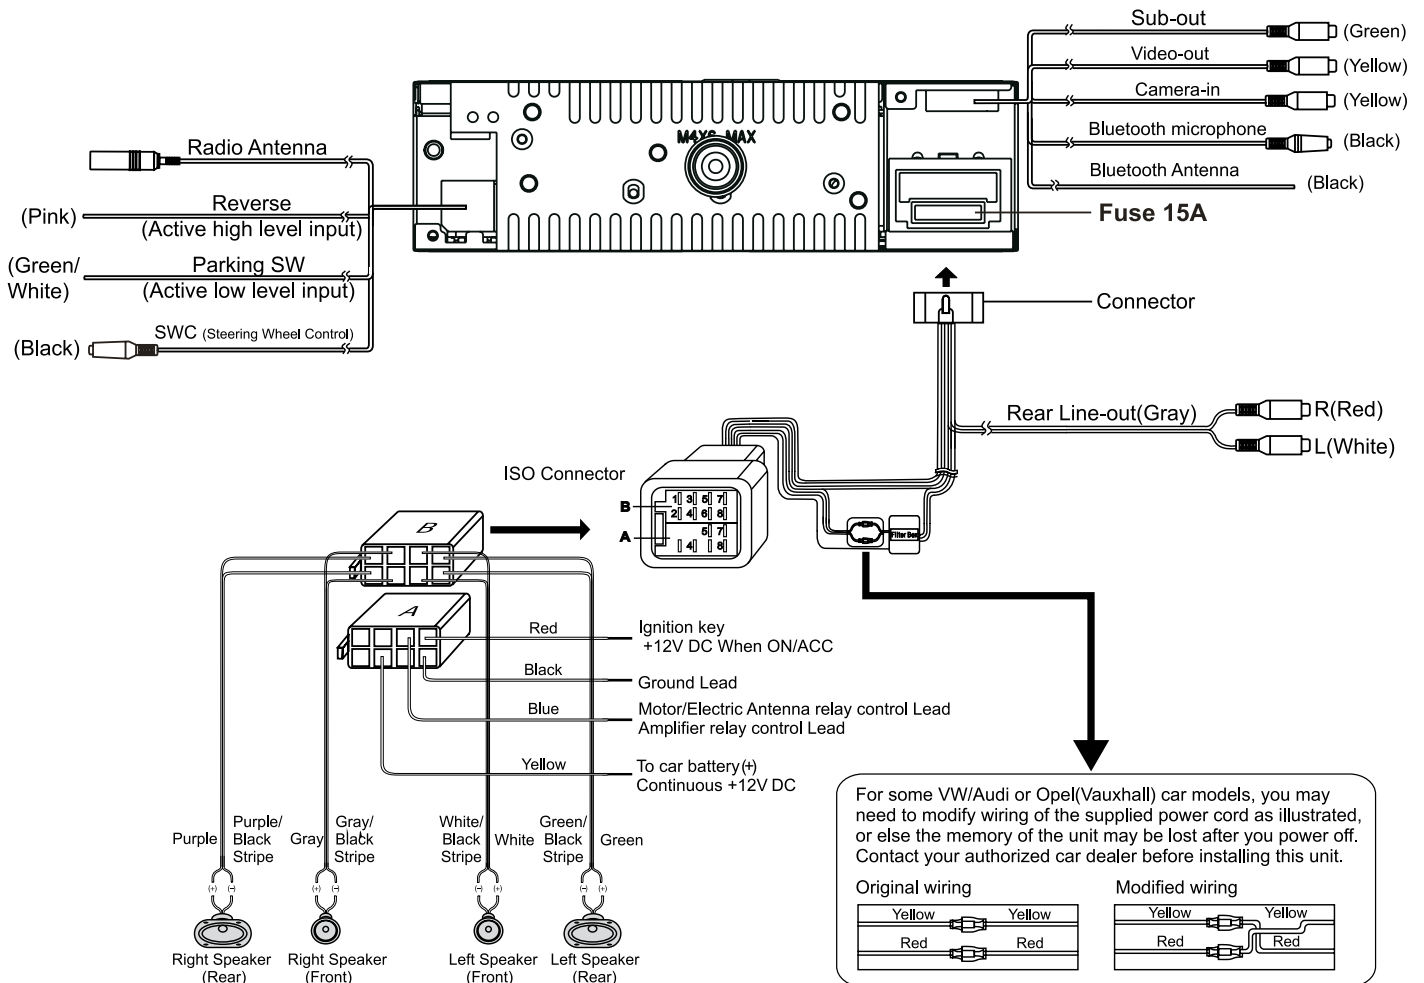 Sub-out
(Green)
Video-out
(Yellow)
Camera-in
(Yellow)
Bluetooth microphone
(Black)
Bluetooth Antenna
(Black)
M4X6 MAX
Fuse 15A
Radio Antenna
(Pink)
Reverse
(Active high level input)
(Green/
White)
Parking SW
(Active low level input)
SWC (Steering Wheel Control)
(Black)
Connector
Rear Line-out(Gray)
R(Red)
L(White)
ISO Connector
B
1 3 5 7
2 4 6 8
A
5 7
4 8
Filter Box
B
A
Red
Ignition key
+12V DC When ON/ACC
Black
Ground Lead
Blue
Motor/Electric Antenna relay control Lead
Amplifier relay control Lead
Yellow
To car battery(+)
Continuous +12V DC
Purple
Purple/
Black
Stripe
Gray
Gray/
Black
Stripe
White/
Black
Stripe
White
Green/
Black
Stripe
Green
(+) (-) (+) (-) (-) (+) (-) (+)
Right Speaker
(Rear)
Right Speaker
(Front)
Left Speaker
(Front)
Left Speaker
(Rear)
For some VW/Audi or Opel(Vauxhall) car models, you may
need to modify wiring of the supplied power cord as illustrated,
or else the memory of the unit may be lost after you power off.
Contact your authorized car dealer before installing this unit.
Original wiring
Yellow Yellow
Red Red
Modified wiring
Yellow Yellow
Red Red